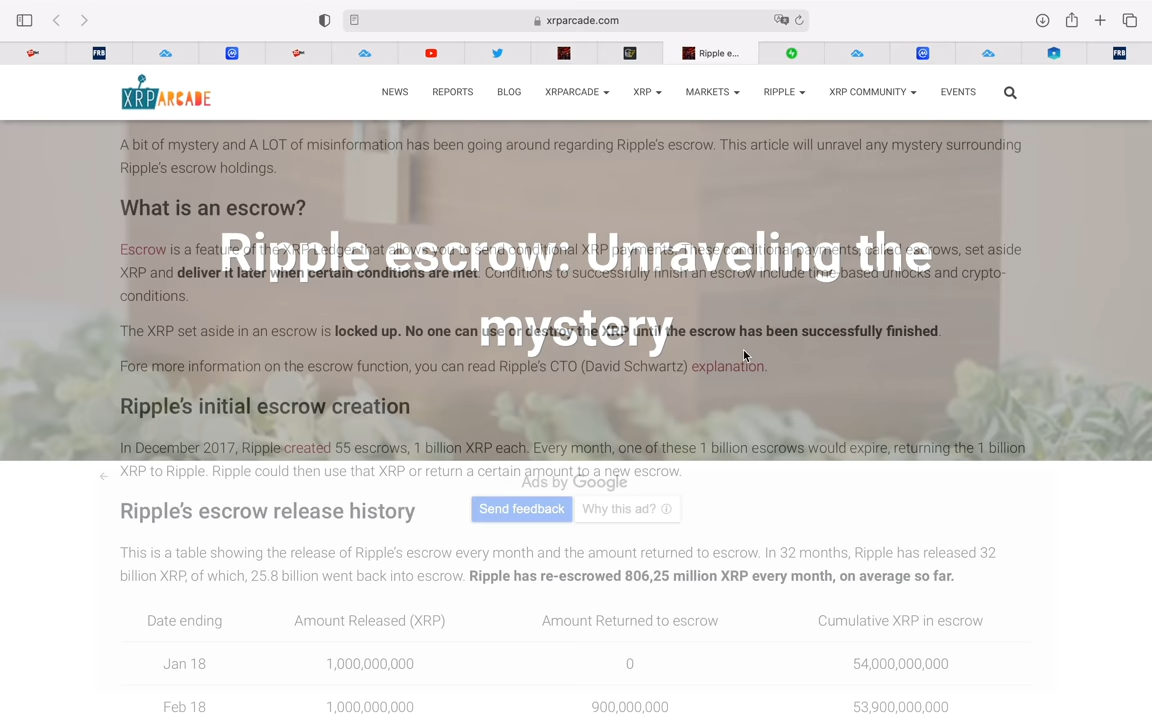 xrparcade.com
FRB
Ripple e...
FRB
XRPARCADE
NEWS
REPORTS
BLOG
XRPARCADE
XRP
MARKETS
RIPPLE
XRP COMMUNITY
EVENTS
A bit of mystery and A LOT of misinformation has been going around regarding Ripple's escrow. This article will unravel any mystery surrounding
Ripple's escrow holdings.
What is an escrow?
Ripple escrow: Unraveling the
mystery
Escrow is a feature of the XRP Ledger that allows you to send conditional XRP payments. These conditional payments, called escrows, set aside
XRP and deliver it later when certain conditions are met. Conditions to successfully finish an escrow include time-based unlocks and crypto-
conditions.
The XRP set aside in an escrow is locked up. No one can use or destroy the XRP until the escrow has been successfully finished.
Fore more information on the escrow function, you can read Ripple's CTO (David Schwartz) explanation.
Ripple's initial escrow creation
In December 2017, Ripple created 55 escrows, 1 billion XRP each. Every month, one of these 1 billion escrows would expire, returning the 1 billion
XRP to Ripple. Ripple could then use that XRP or return a certain amount to a new escrow.
Ads by Google
Send feedback
Why this ad?
Ripple's escrow release history
This is a table showing the release of Ripple's escrow every month and the amount returned to escrow. In 32 months, Ripple has released 32
billion XRP, of which, 25.8 billion went back into escrow. Ripple has re-escrowed 806,25 million XRP every month, on average so far.
Date ending Amount Released (XRP) Amount Returned to escrow Cumulative XRP in escrow
Jan 18 1,000,000,000 0 54,000,000,000
Feb 18 1,000,000,000 900,000,000 53,900,000,000